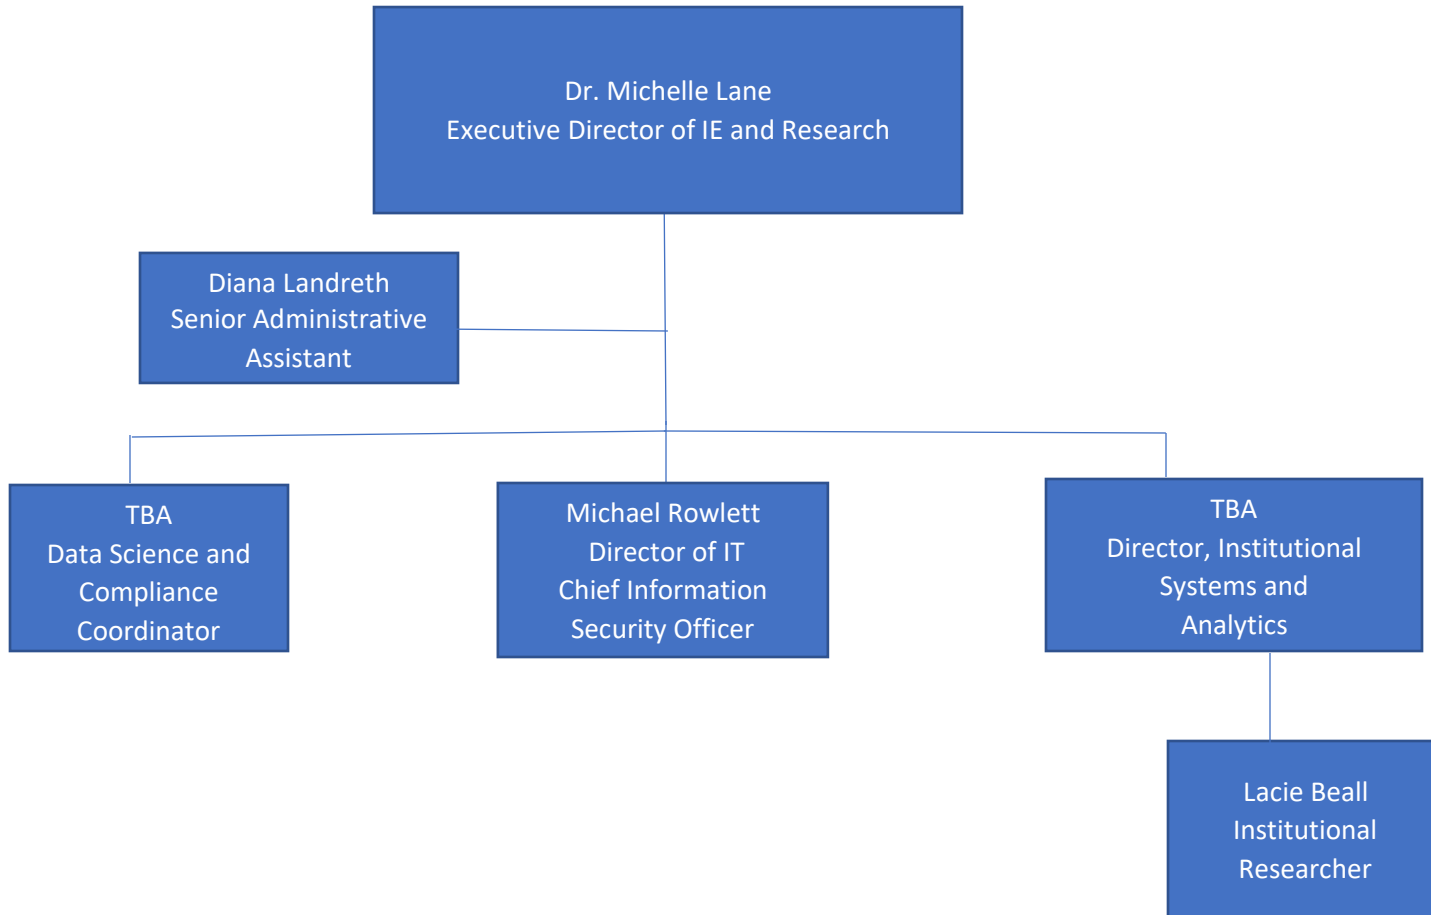 Dr. Michelle Lane
Executive Director of IE and Research
Diana Landreth
Senior Administrative
Assistant
TBA
Data Science and
Compliance
Coordinator
Michael Rowlett
Director of IT
Chief Information
Security Officer
TBA
Director, Institutional
Systems and
Analytics
Lacie Beall
Institutional
Researcher